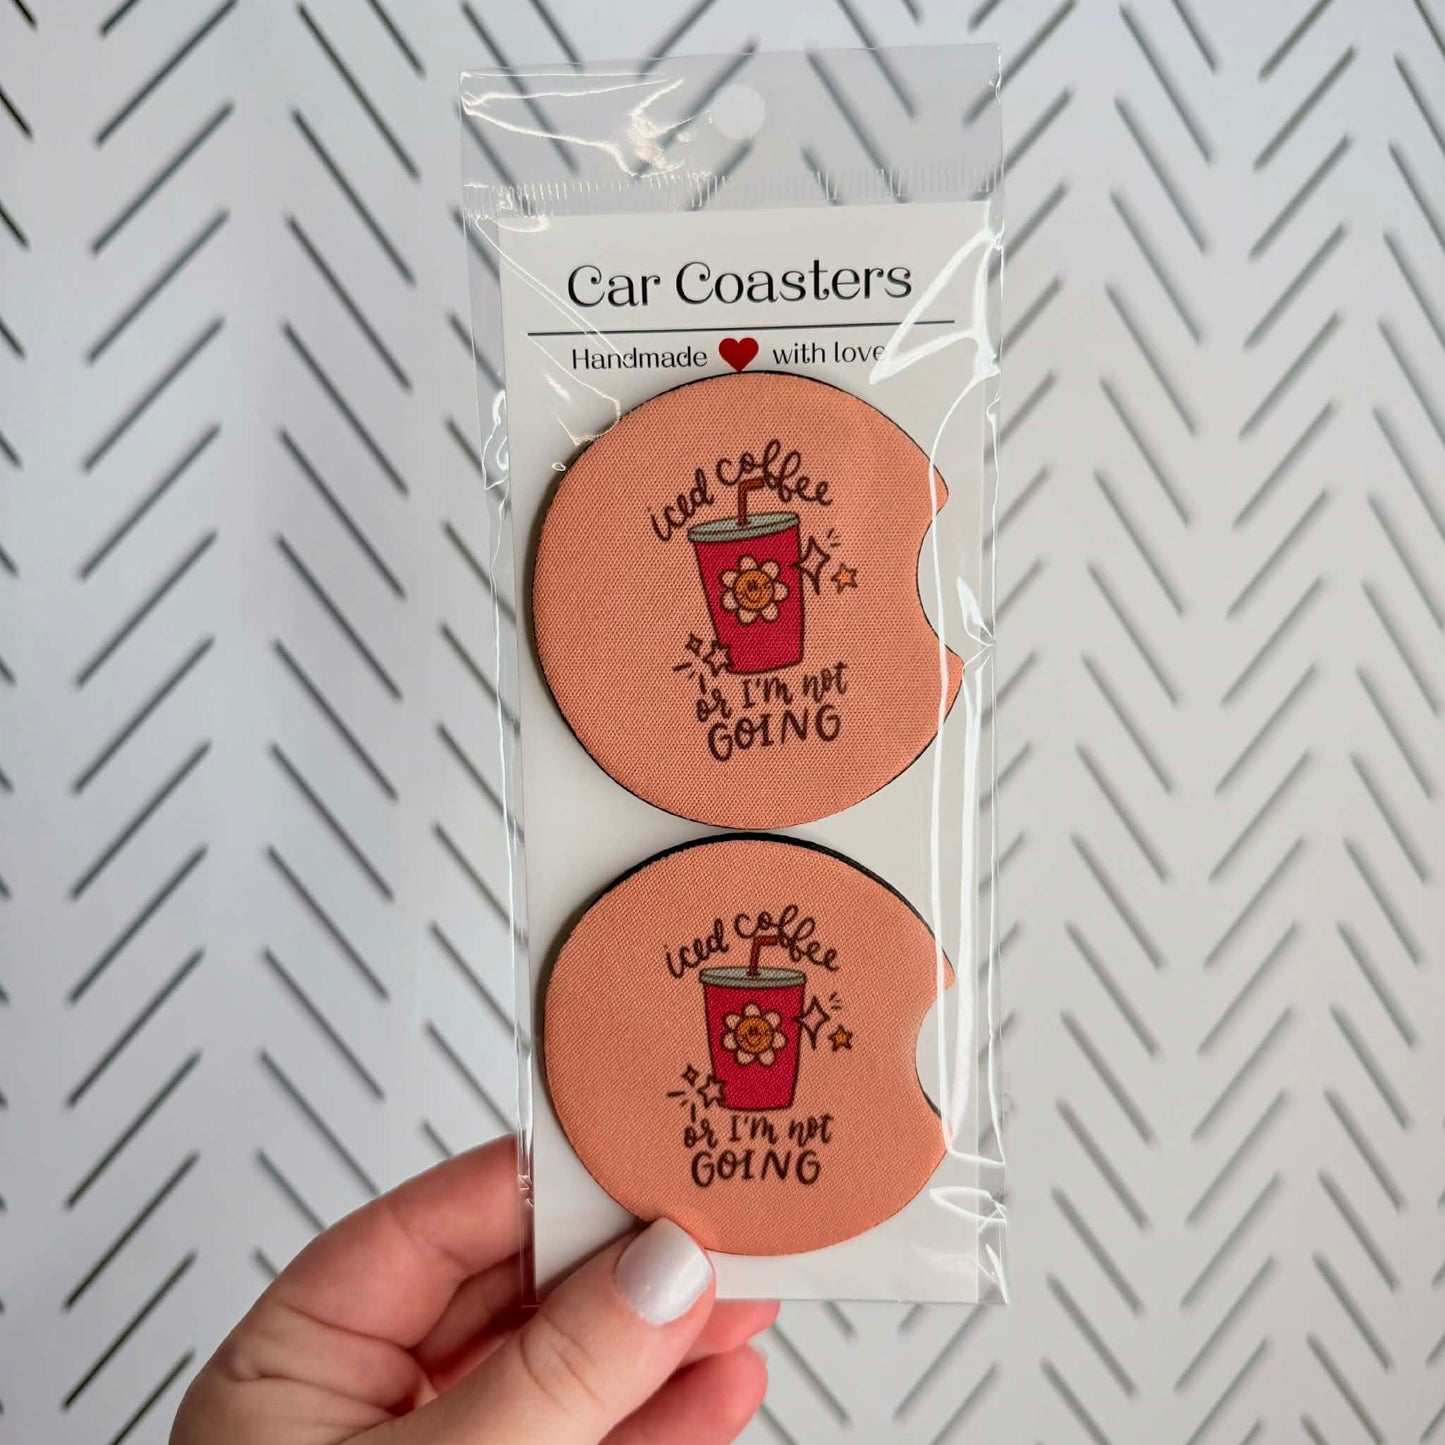 Car Coasters
Handmade with love
iced coffee
or I'm not
GOING
iced coffee
or I'm not
GOING